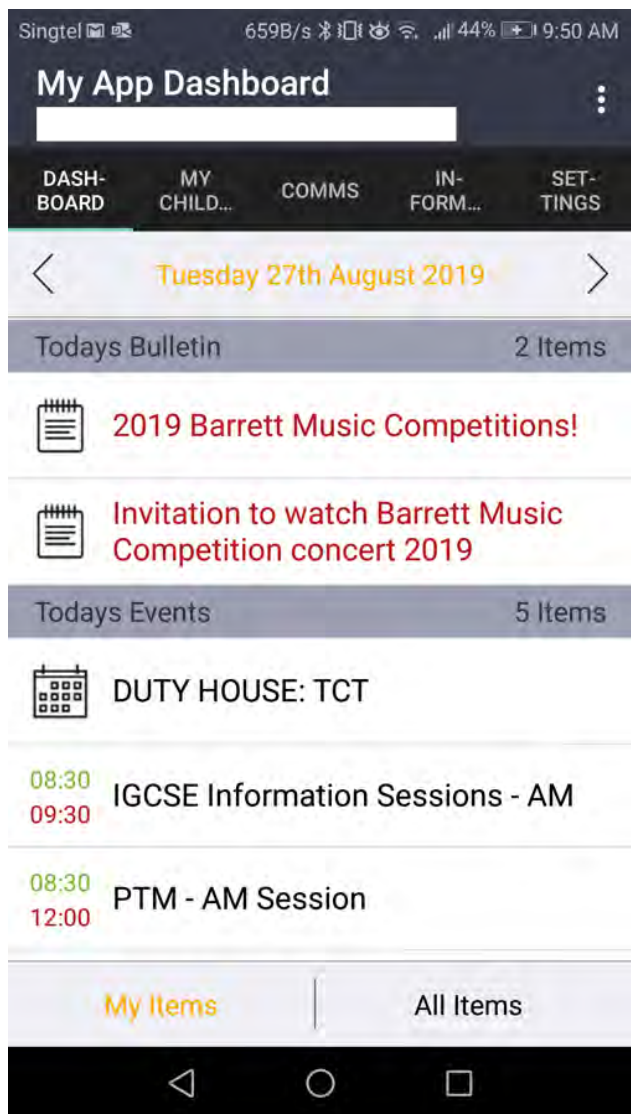 Singtel 659B/s 44% 9:50 AM
My App Dashboard
DASH-
BOARD
MY
CHILD...
COMMS
IN-
FORM...
SET-
TINGS
Tuesday 27th August 2019
Todays Bulletin 2 Items
2019 Barrett Music Competitions!
Invitation to watch Barrett Music
Competition concert 2019
Todays Events 5 Items
DUTY HOUSE: TCT
08:30
09:30
IGCSE Information Sessions - AM
08:30
12:00
PTM - AM Session
My Items All Items